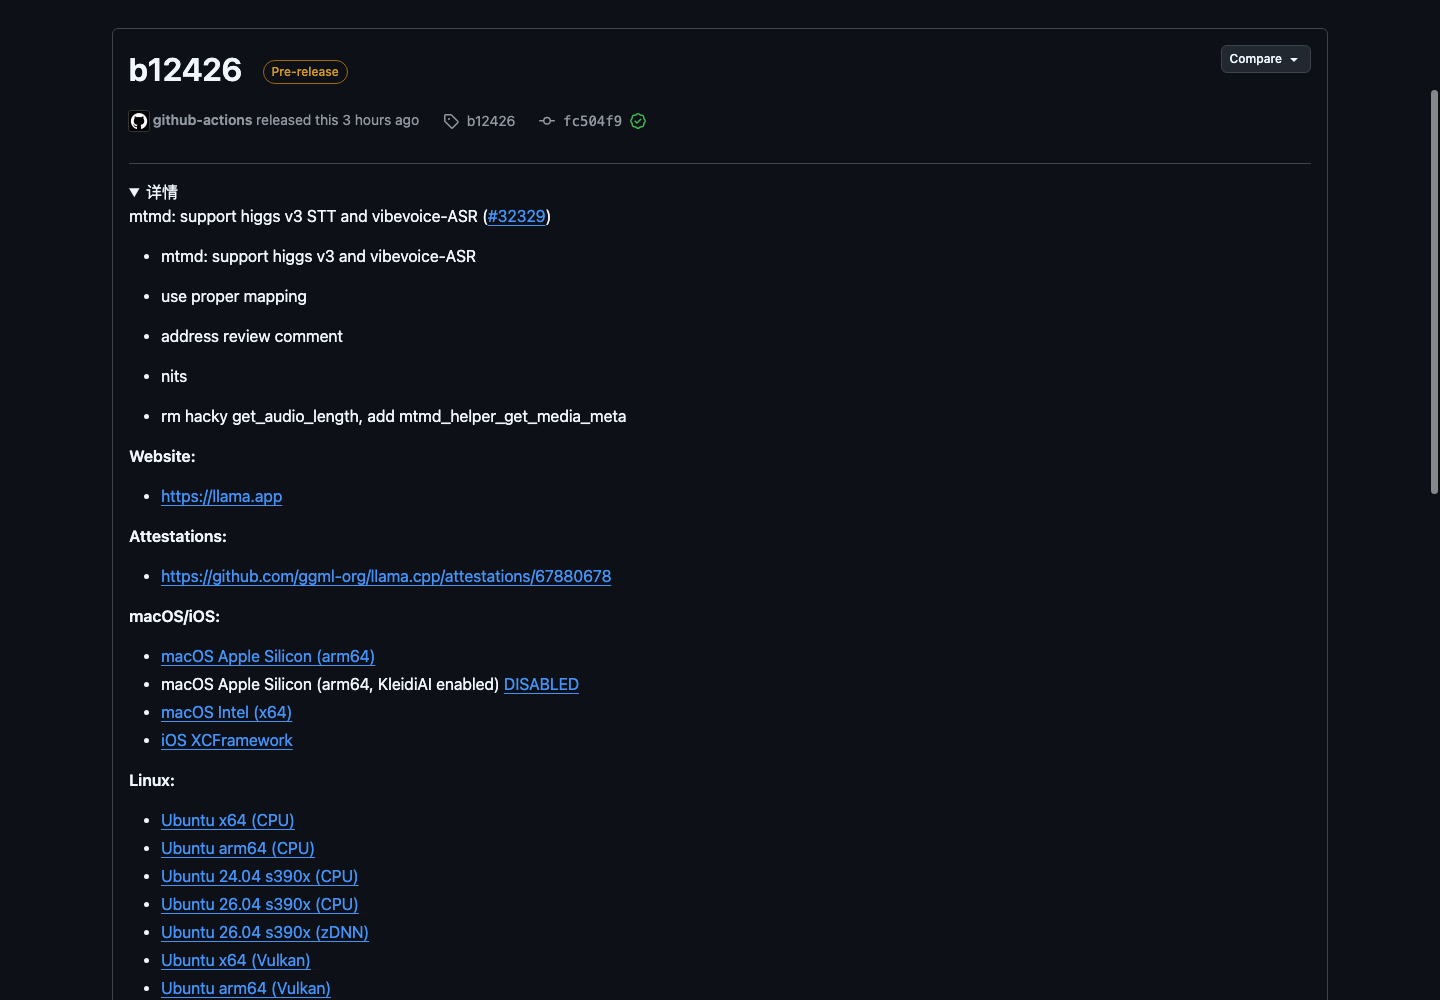 b12426 Pre-release
Compare
github-actions released this 3 hours ago b12426 fc504f9
详情
mtmd: support higgs v3 STT and vibevoice-ASR (#32329)
mtmd: support higgs v3 and vibevoice-ASR
use proper mapping
address review comment
nits
rm hacky get_audio_length, add mtmd_helper_get_media_meta
Website:
https://llama.app
Attestations:
https://github.com/ggml-org/llama.cpp/attestations/67880678
macOS/iOS:
macOS Apple Silicon (arm64)
macOS Apple Silicon (arm64, KleidiAI enabled) DISABLED
macOS Intel (x64)
iOS XCFramework
Linux:
Ubuntu x64 (CPU)
Ubuntu arm64 (CPU)
Ubuntu 24.04 s390x (CPU)
Ubuntu 26.04 s390x (CPU)
Ubuntu 26.04 s390x (zDNN)
Ubuntu x64 (Vulkan)
Ubuntu arm64 (Vulkan)